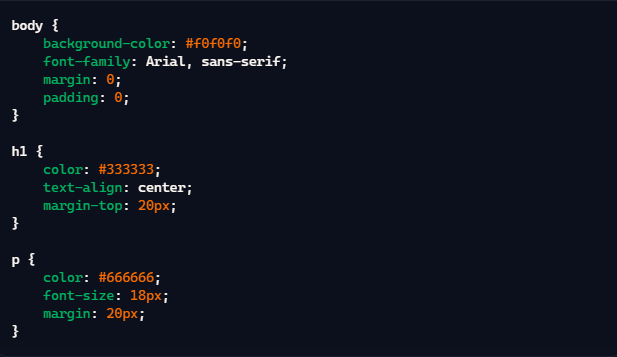 body {
    background-color: #f0f0f0;
    font-family: Arial, sans-serif;
    margin: 0;
    padding: 0;
}

h1 {
    color: #333333;
    text-align: center;
    margin-top: 20px;
}

p {
    color: #666666;
    font-size: 18px;
    margin: 20px;
}